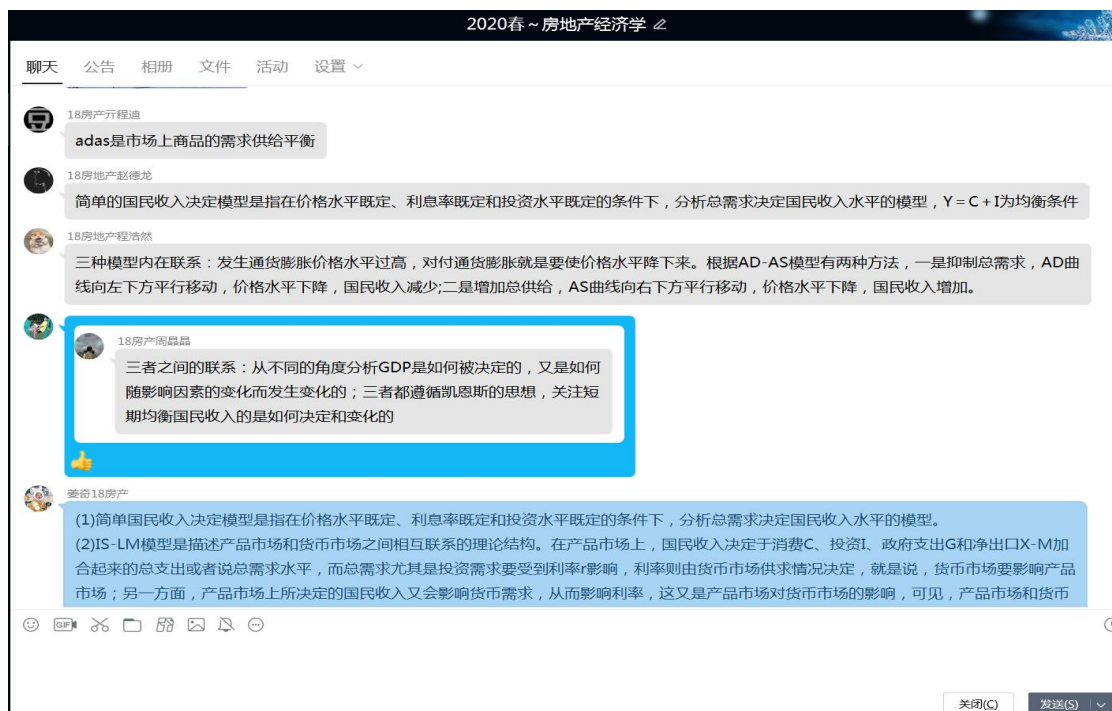 2020春～房地产经济学
聊天 公告 相册 文件 活动 设置
18房产亓程迪
adas是市场上商品的需求供给平衡
18房地产赵德龙
简单的国民收入决定模型是指在价格水平既定、利息率既定和投资水平既定的条件下，分析总需求决定国民收入水平的模型，Y = C + I为均衡条件
18房地产程浩然
三种模型内在联系：发生通货膨胀价格水平过高，对付通货膨胀就是要使价格水平降下来。根据AD-AS模型有两种方法，一是抑制总需求，AD曲
线向左下方平行移动，价格水平下降，国民收入减少;二是增加总供给，AS曲线向右下方平行移动，价格水平下降，国民收入增加。
18房产周晶晶
三者之间的联系：从不同的角度分析GDP是如何被决定的，又是如何
随影响因素的变化而发生变化的；三者都遵循凯恩斯的思想，关注短
期均衡国民收入的是如何决定和变化的
姜奇18房产
(1)简单国民收入决定模型是指在价格水平既定、利息率既定和投资水平既定的条件下，分析总需求决定国民收入水平的模型。
(2)IS-LM模型是描述产品市场和货币市场之间相互联系的理论结构。在产品市场上，国民收入决定于消费C、投资I、政府支出G和净出口X-M加
合起来的总支出或者说总需求水平，而总需求尤其是投资需求要受到利率r影响，利率则由货币市场供求情况决定，就是说，货币市场要影响产品
市场；另一方面，产品市场上所决定的国民收入又会影响货币需求，从而影响利率，这又是产品市场对货币市场的影响，可见，产品市场和货币
GIF
关闭(C) 发送(S)